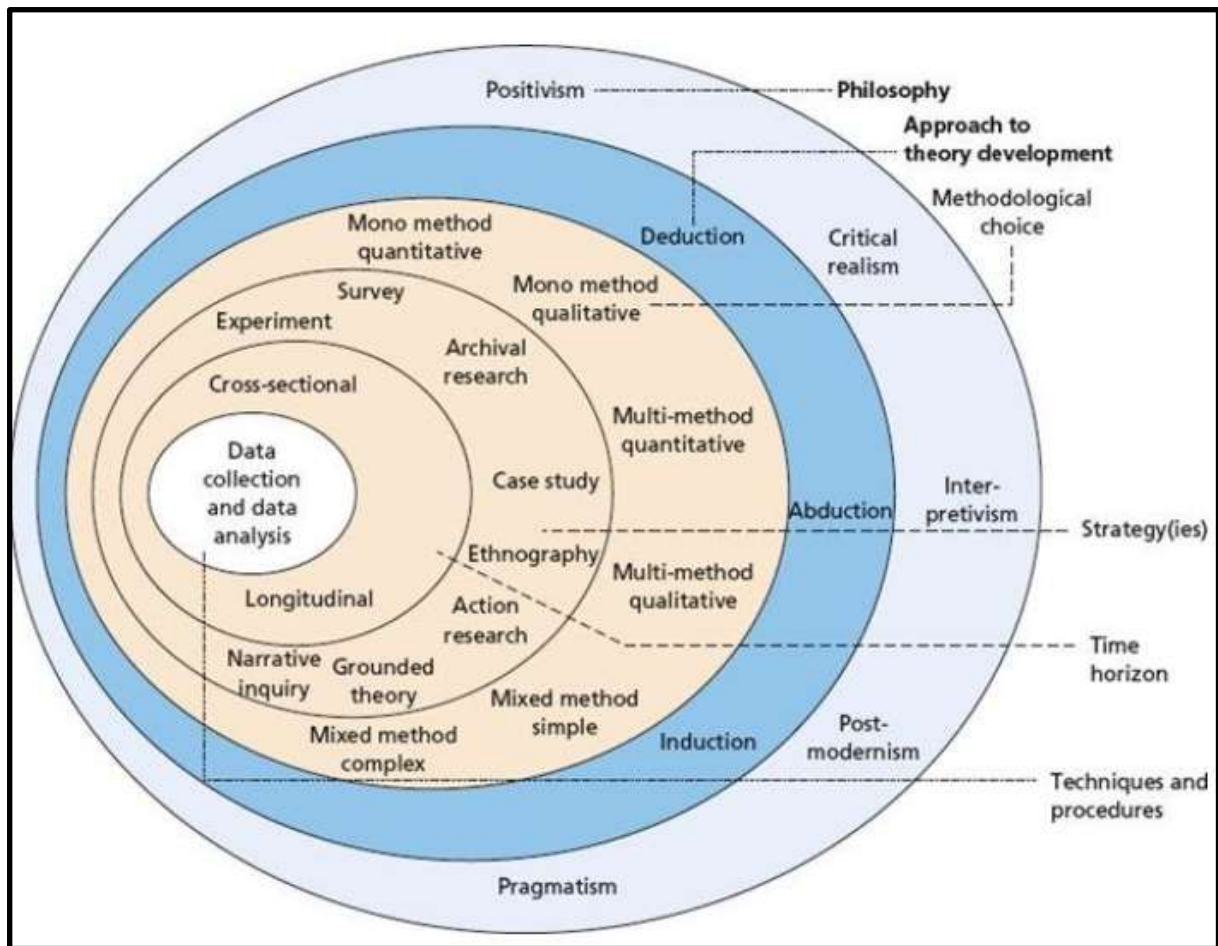 Positivism
Philosophy
Approach to
theory development
Methodological
choice
Mono method
quantitative
Deduction
Critical
realism
Mono method
qualitative
Survey
Experiment
Archival
research
Cross-sectional
Multi-method
quantitative
Data
collection
and data
analysis
Case study
Abduction
Inter-
pretivism
Strategy(ies)
Ethnography
Multi-method
qualitative
Longitudinal
Action
research
Time
horizon
Narrative
inquiry
Grounded
theory
Mixed method
simple
Mixed method
complex
Induction
Post-
modernism
Techniques and
procedures
Pragmatism